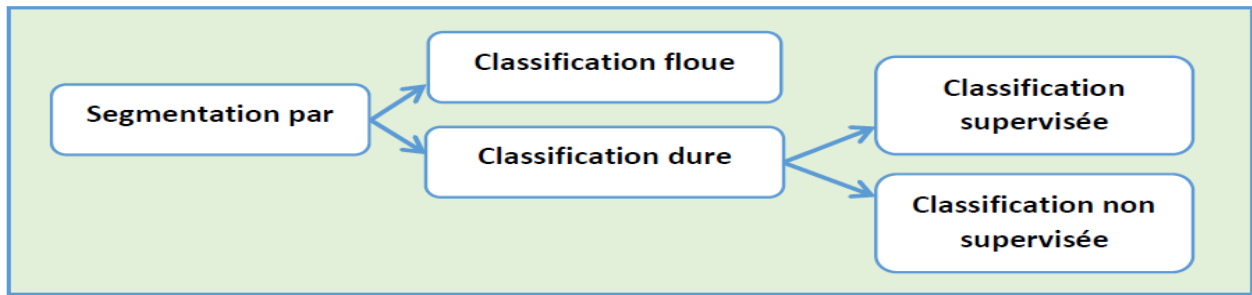 Segmentation par
Classification floue
Classification dure
Classification
supervisée
Classification non
supervisée